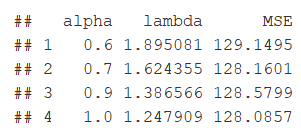 ##   alpha   lambda      MSE
## 1   0.6 1.895081 129.1495
## 2   0.7 1.624355 128.1601
## 3   0.9 1.386566 128.5799
## 4   1.0 1.247909 128.0857